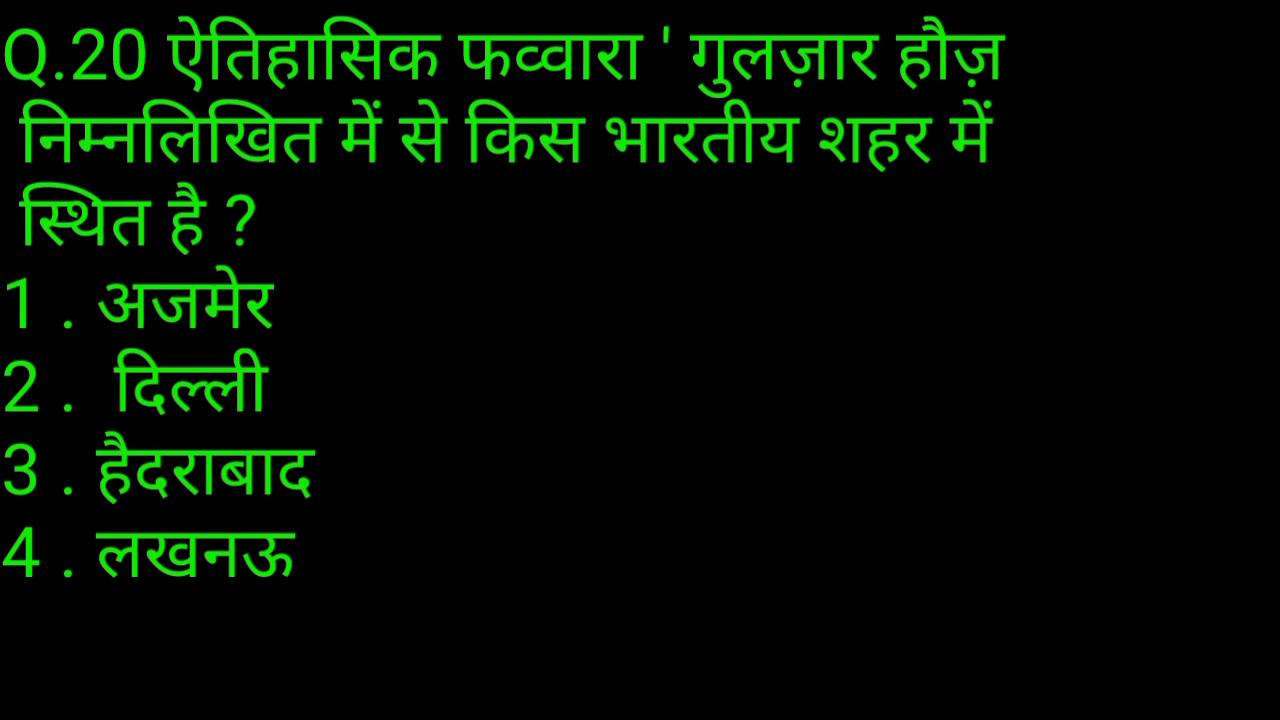 Q.20 ऐतिहासिक फव्वारा ' गुलज़ार हौज़
निम्नलिखित में से किस भारतीय शहर में
स्थित है ?
1 . अजमेर
2 .  दिल्ली
3 . हैदराबाद
4 . लखनऊ